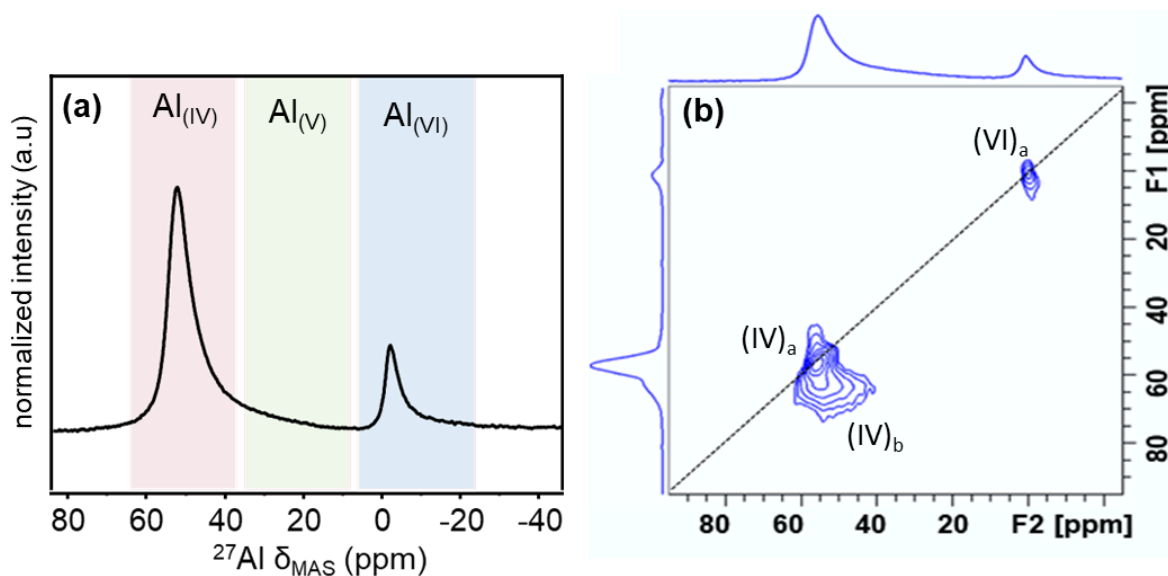 (a)
Al(IV)
Al(V)
Al(VI)
normalized intensity (a.u)
80 60 40 20 0 -20 -40
²⁷Al δMAS (ppm)
(b)
(VI)a
(IV)a
(IV)b
F1 [ppm]
20
40
60
80
80 60 40 20 F2 [ppm]